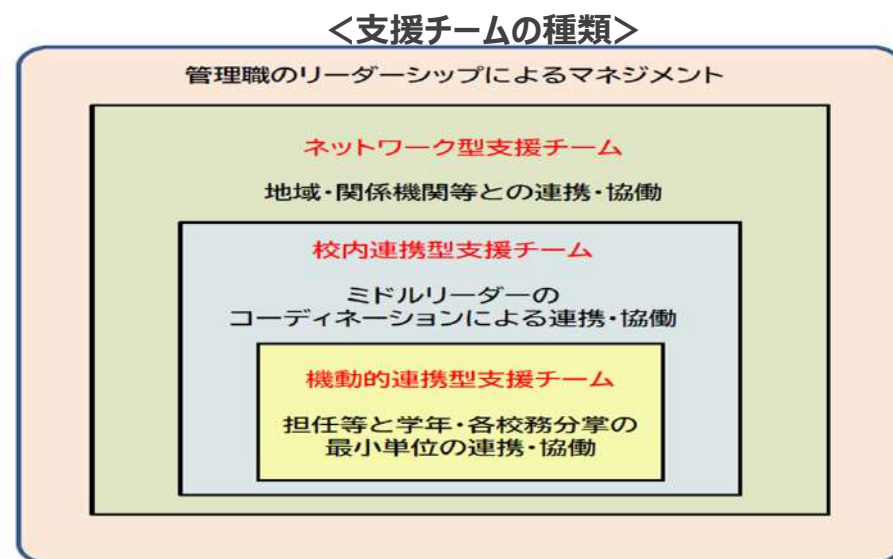 <支援チームの種類>
管理職のリーダーシップによるマネジメント
ネットワーク型支援チーム
地域・関係機関等との連携・協働
校内連携型支援チーム
ミドルリーダーの
コーディネーションによる連携・協働
機動的連携型支援チーム
担任等と学年・各校務分掌の
最小単位の連携・協働